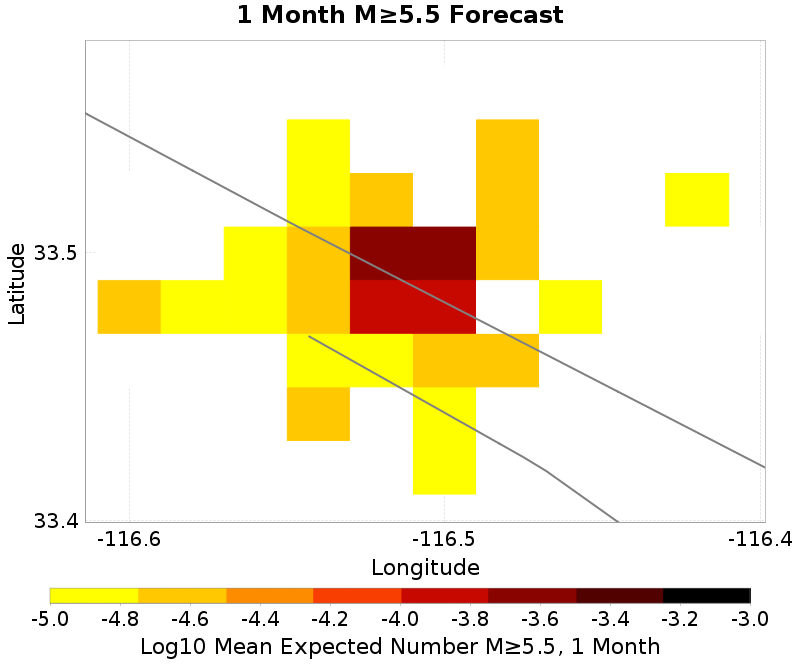 1 Month M≥5.5 Forecast
Latitude
33.5
33.4
-116.6 -116.5 -116.4
Longitude
-5.0 -4.8 -4.6 -4.4 -4.2 -4.0 -3.8 -3.6 -3.4 -3.2 -3.0
Log10 Mean Expected Number M≥5.5, 1 Month